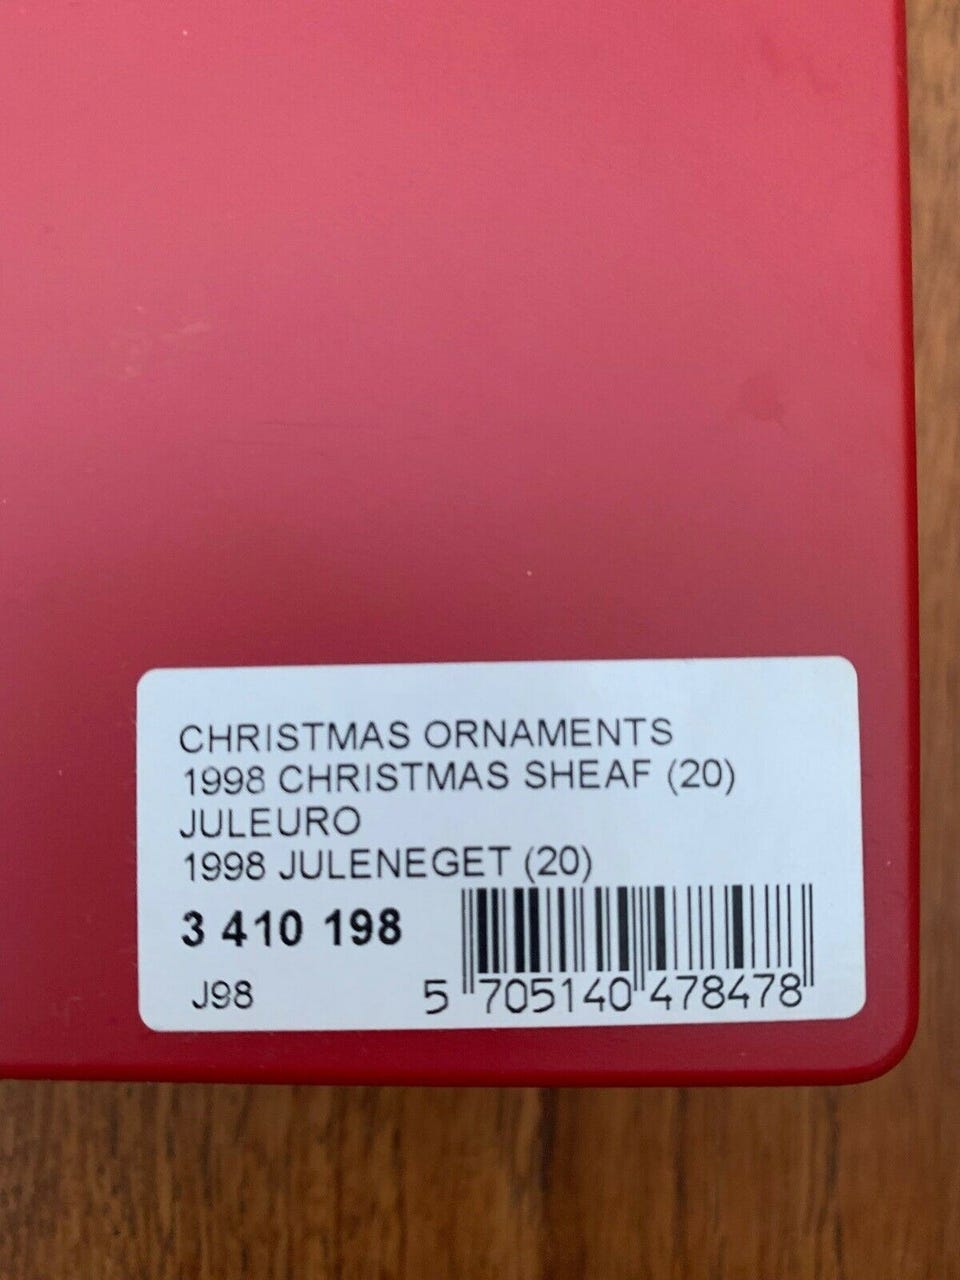 CHRISTMAS ORNAMENTS
1998 CHRISTMAS SHEAF (20)
JULEURO
1998 JULENEGET (20)
3 410 198
J98
5 705140 478478